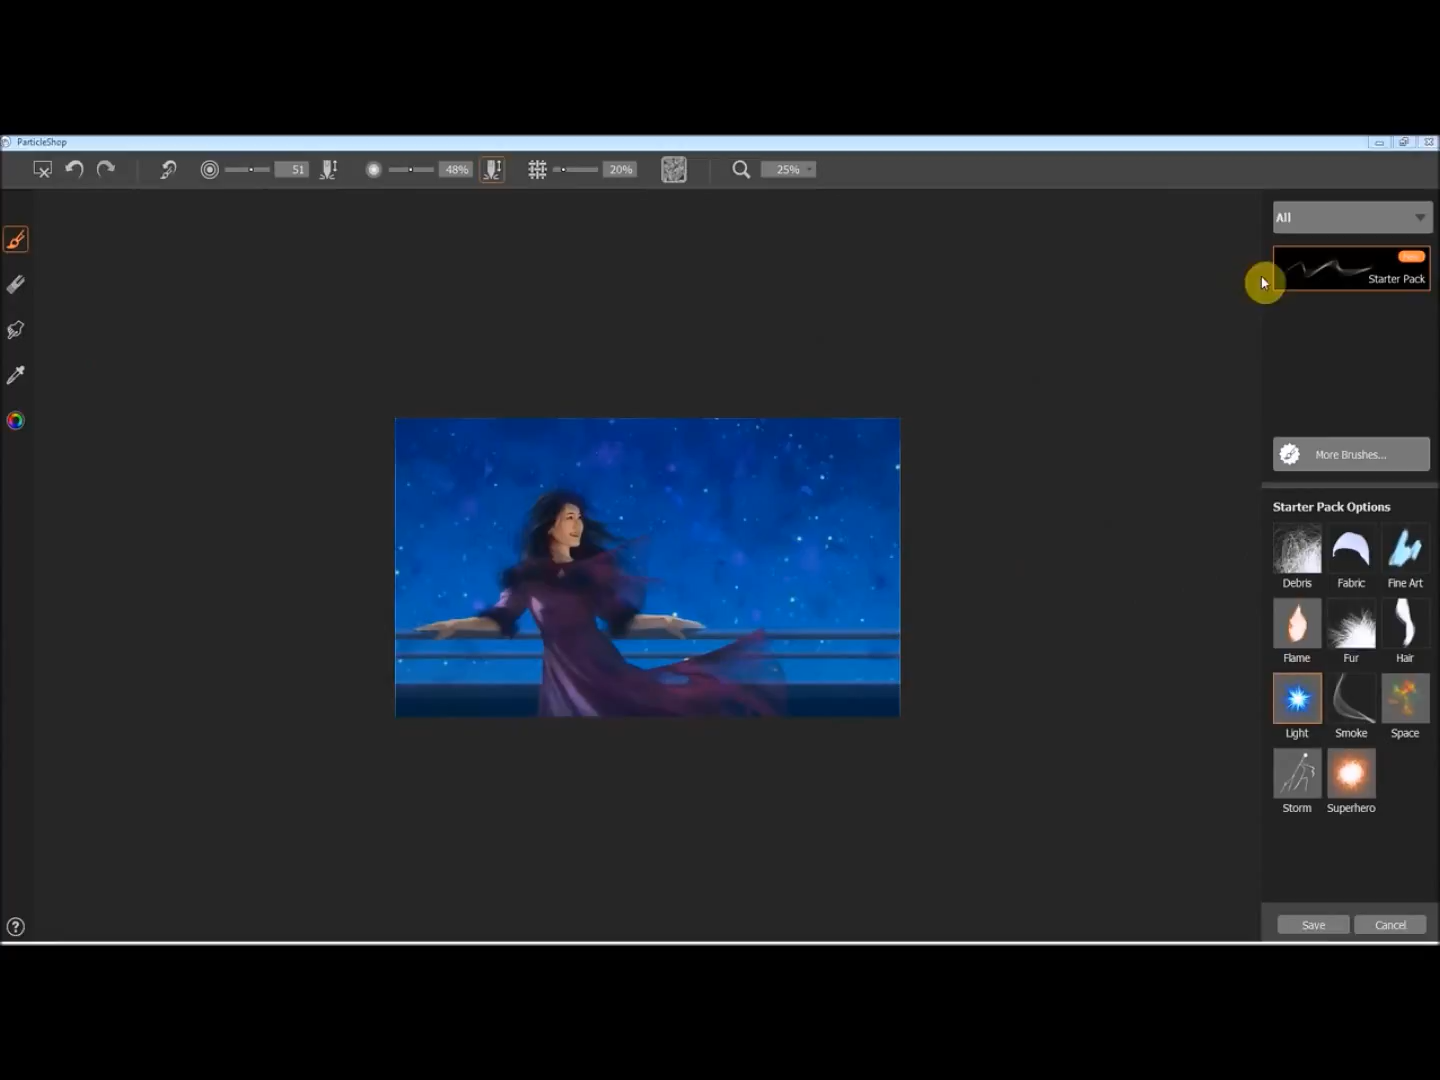 ParticleShop
51
48%
20%
25%
All
Starter Pack
More Brushes...
Starter Pack Options
Debris Fabric Fine Art
Flame Fur Hair
Light Smoke Space
Storm Superhero
?
Save Cancel